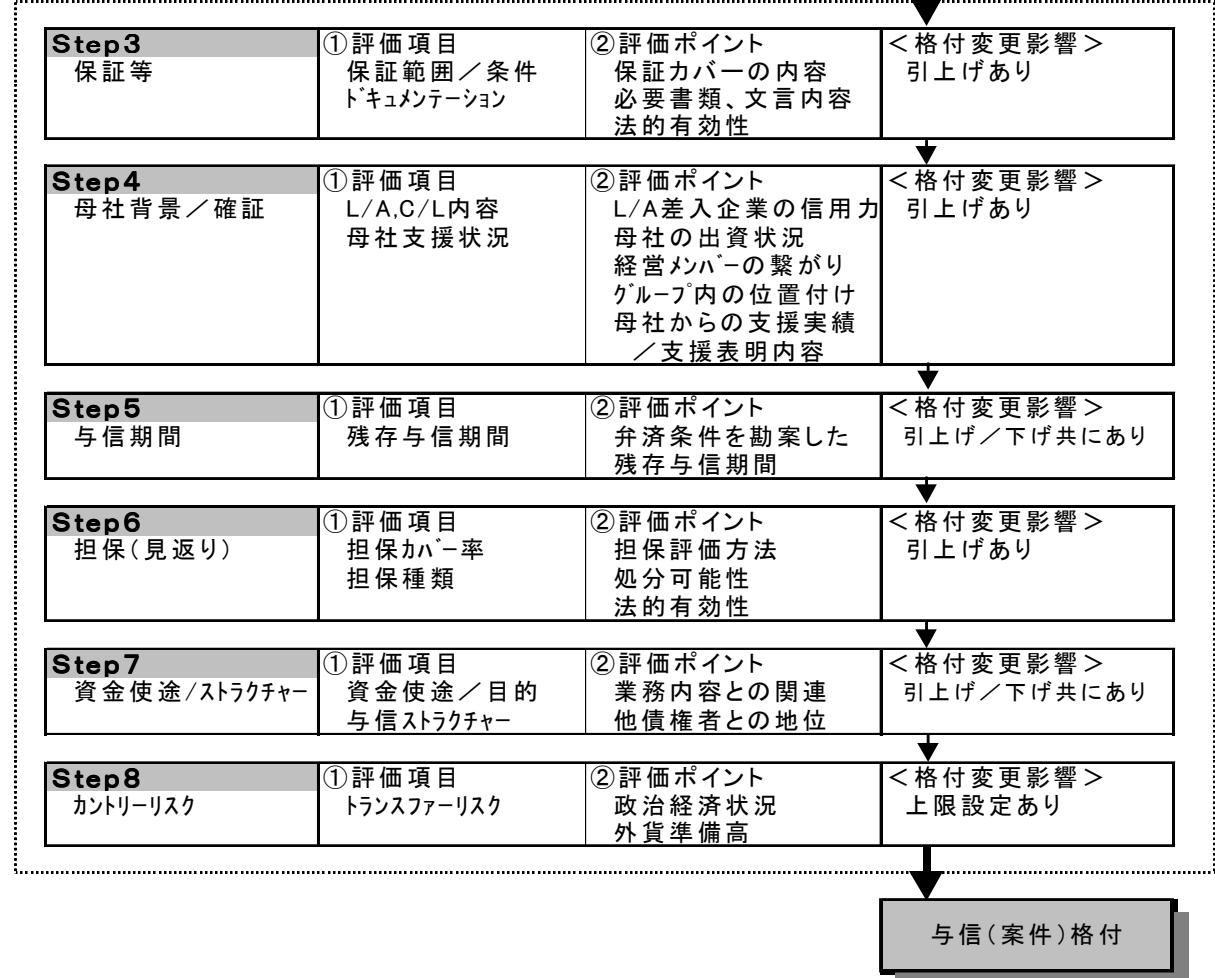 Step3
保証等
①評価項目
保証範囲／条件
ﾄﾞｷｭﾒﾝﾃｰｼｮﾝ
②評価ポイント
保証カバーの内容
必要書類、文言内容
法的有効性
＜格付変更影響＞
引上げあり
Step4
母社背景／確証
①評価項目
L/A,C/L内容
母社支援状況
②評価ポイント
L/A差入企業の信用力
母社の出資状況
経営ﾒﾝﾊﾞｰの繋がり
ｸﾞﾙｰﾌﾟ内の位置付け
母社からの支援実績
／支援表明内容
＜格付変更影響＞
引上げあり
Step5
与信期間
①評価項目
残存与信期間
②評価ポイント
弁済条件を勘案した
残存与信期間
＜格付変更影響＞
引上げ／下げ共にあり
Step6
担保(見返り)
①評価項目
担保ｶﾊﾞｰ率
担保種類
②評価ポイント
担保評価方法
処分可能性
法的有効性
＜格付変更影響＞
引上げあり
Step7
資金使途/ｽﾄﾗｸﾁｬｰ
①評価項目
資金使途／目的
与信ｽﾄﾗｸﾁｬｰ
②評価ポイント
業務内容との関連
他債権者との地位
＜格付変更影響＞
引上げ／下げ共にあり
Step8
ｶﾝﾄﾘｰﾘｽｸ
①評価項目
ﾄﾗﾝｽﾌｧｰﾘｽｸ
②評価ポイント
政治経済状況
外貨準備高
＜格付変更影響＞
上限設定あり
与信(案件)格付